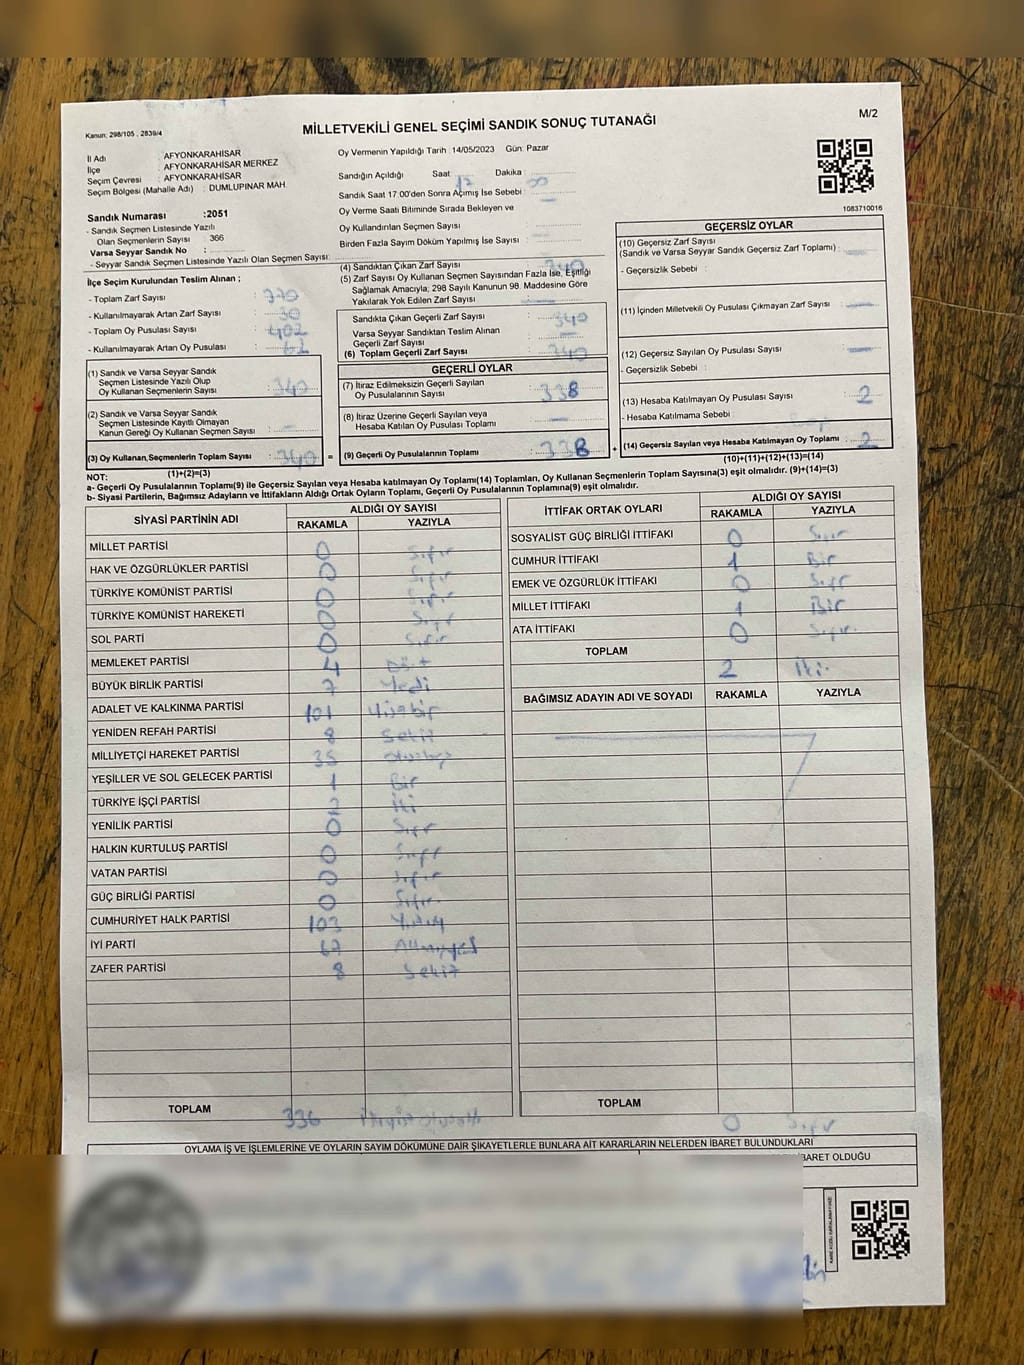 M/2
Kanun: 298/105 , 2839/4
MİLLETVEKİLİ GENEL SEÇİMİ SANDIK SONUÇ TUTANAĞI
İl Adı : AFYONKARAHİSAR
İlçe : AFYONKARAHİSAR MERKEZ
Seçim Çevresi : AFYONKARAHİSAR
Seçim Bölgesi (Mahalle Adı) : DUMLUPINAR MAH.
Sandık Numarası :2051
- Sandık Seçmen Listesinde Yazılı
Olan Seçmenlerin Sayısı : 366
Varsa Seyyar Sandık No :
- Seyyar Sandık Seçmen Listesinde Yazılı Olan Seçmen Sayısı:
Oy Vermenin Yapıldığı Tarih :14/05/2023 Gün: Pazar
Sandığın Açıldığı Saat : 17 Dakika :
Sandık Saat 17.00'den Sonra Açımış İse Sebebi :
Oy Verme Saati Bitiminde Sırada Bekleyen ve
Oy Kullandırılan Seçmen Sayısı :
Birden Fazla Sayım Döküm Yapılmış İse Sayısı :
1083710016
İlçe Seçim Kurulundan Teslim Alınan ;
- Toplam Zarf Sayısı : 370
- Kullanılmayarak Artan Zarf Sayısı : 30
- Toplam Oy Pusulası Sayısı : 402
- Kullanılmayarak Artan Oy Pusulası : 62
(4) Sandıktan Çıkan Zarf Sayısı : 340
(5) Zarf Sayısı Oy Kullanan Seçmen Sayısından Fazla İse, Eşitliği
Sağlamak Amacıyla; 298 Sayılı Kanunun 98. Maddesine Göre
Yakılarak Yok Edilen Zarf Sayısı :
Sandıkta Çıkan Geçerli Zarf Sayısı : 340
Varsa Seyyar Sandıktan Teslim Alınan
Geçerli Zarf Sayısı :
(6) Toplam Geçerli Zarf Sayısı : 340
GEÇERSİZ OYLAR
(10) Geçersiz Zarf Sayısı
(Sandık ve Varsa Seyyar Sandık Geçersiz Zarf Toplamı) :
- Geçersizlik Sebebi :
(11) İçinden Milletvekili Oy Pusulası Çıkmayan Zarf Sayısı :
(12) Geçersiz Sayılan Oy Pusulası Sayısı :
- Geçersizlik Sebebi :
(13) Hesaba Katılmayan Oy Pusulası Sayısı : 2
- Hesaba Katılmama Sebebi :
(14) Geçersiz Sayılan veya Hesaba Katılmayan Oy Toplamı : 2
(10)+(11)+(12)+(13)=(14)
(1) Sandık ve Varsa Seyyar Sandık
Seçmen Listesinde Yazılı Olup
Oy Kullanan Seçmenlerin Sayısı : 340
(2) Sandık ve Varsa Seyyar Sandık
Seçmen Listesinde Kayıtlı Olmayan
Kanun Gereği Oy Kullanan Seçmen Sayısı : -
(3) Oy Kullanan Seçmenlerin Toplam Sayısı : 340
(1)+(2)=(3)
GEÇERLİ OYLAR
(7) İtiraz Edilmeksizin Geçerli Sayılan
Oy Pusulalarının Sayısı : 338
(8) İtiraz Üzerine Geçerli Sayılan veya
Hesaba Katılan Oy Pusulası Toplamı : -
= (9) Geçerli Oy Pusulalarının Toplamı : 338 +
NOT:
a- Geçerli Oy Pusulalarının Toplamı(9) ile Geçersiz Sayılan veya Hesaba katılmayan Oy Toplamı(14) Toplamları, Oy Kullanan Seçmenlerin Toplam Sayısına(3) eşit olmalıdır. (9)+(14)=(3)
b- Siyasi Partilerin, Bağımsız Adayların ve İttifakların Aldığı Ortak Oyların Toplamı, Geçerli Oy Pusulalarının Toplamına(9) eşit olmalıdır.
SİYASİ PARTİNİN ADI ALDIĞI OY SAYISI
RAKAMLA YAZIYLA
MİLLET PARTİSİ 0 Sıfır
HAK VE ÖZGÜRLÜKLER PARTİSİ 0 Sıfır
TÜRKİYE KOMÜNİST PARTİSİ 0 Sıfır
TÜRKİYE KOMÜNİST HAREKETİ 0 Sıfır
SOL PARTİ 0 Sıfır
MEMLEKET PARTİSİ 4 Dört
BÜYÜK BİRLİK PARTİSİ 7 Yedi
ADALET VE KALKINMA PARTİSİ 101 Yüzbir
YENİDEN REFAH PARTİSİ 8 Sekiz
MİLLİYETÇİ HAREKET PARTİSİ 35 Otuzbeş
YEŞİLLER VE SOL GELECEK PARTİSİ 1 Bir
TÜRKİYE İŞÇİ PARTİSİ 2 İki
YENİLİK PARTİSİ 0 Sıfır
HALKIN KURTULUŞ PARTİSİ 0 Sıfır
VATAN PARTİSİ 0 Sıfır
GÜÇ BİRLİĞİ PARTİSİ 0 Sıfır
CUMHURİYET HALK PARTİSİ 103 Yüzüç
İYİ PARTİ 67 Altmışyedi
ZAFER PARTİSİ 8 Sekiz
TOPLAM 336
İTTİFAK ORTAK OYLARI ALDIĞI OY SAYISI
RAKAMLA YAZIYLA
SOSYALİST GÜÇ BİRLİĞİ İTTİFAKI 0 Sıfır
CUMHUR İTTİFAKI 1 Bir
EMEK VE ÖZGÜRLÜK İTTİFAKI 0 Sıfır
MİLLET İTTİFAKI 1 Bir
ATA İTTİFAKI 0 Sıfır
TOPLAM
2 İki
BAĞIMSIZ ADAYIN ADI VE SOYADI RAKAMLA YAZIYLA
TOPLAM 0 Sıfır
OYLAMA İŞ VE İŞLEMLERİNE VE OYLARIN SAYIM DÖKÜMÜNE DAİR ŞİKAYETLERLE BUNLARA AİT KARARLARIN NELERDEN İBARET BULUNDUKLARI
İBARET OLDUĞU